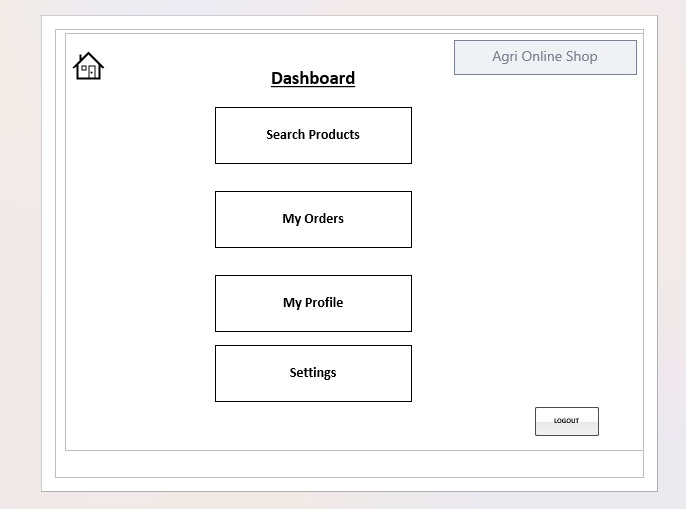 Agri Online Shop
Dashboard
Search Products
My Orders
My Profile
Settings
LOGOUT